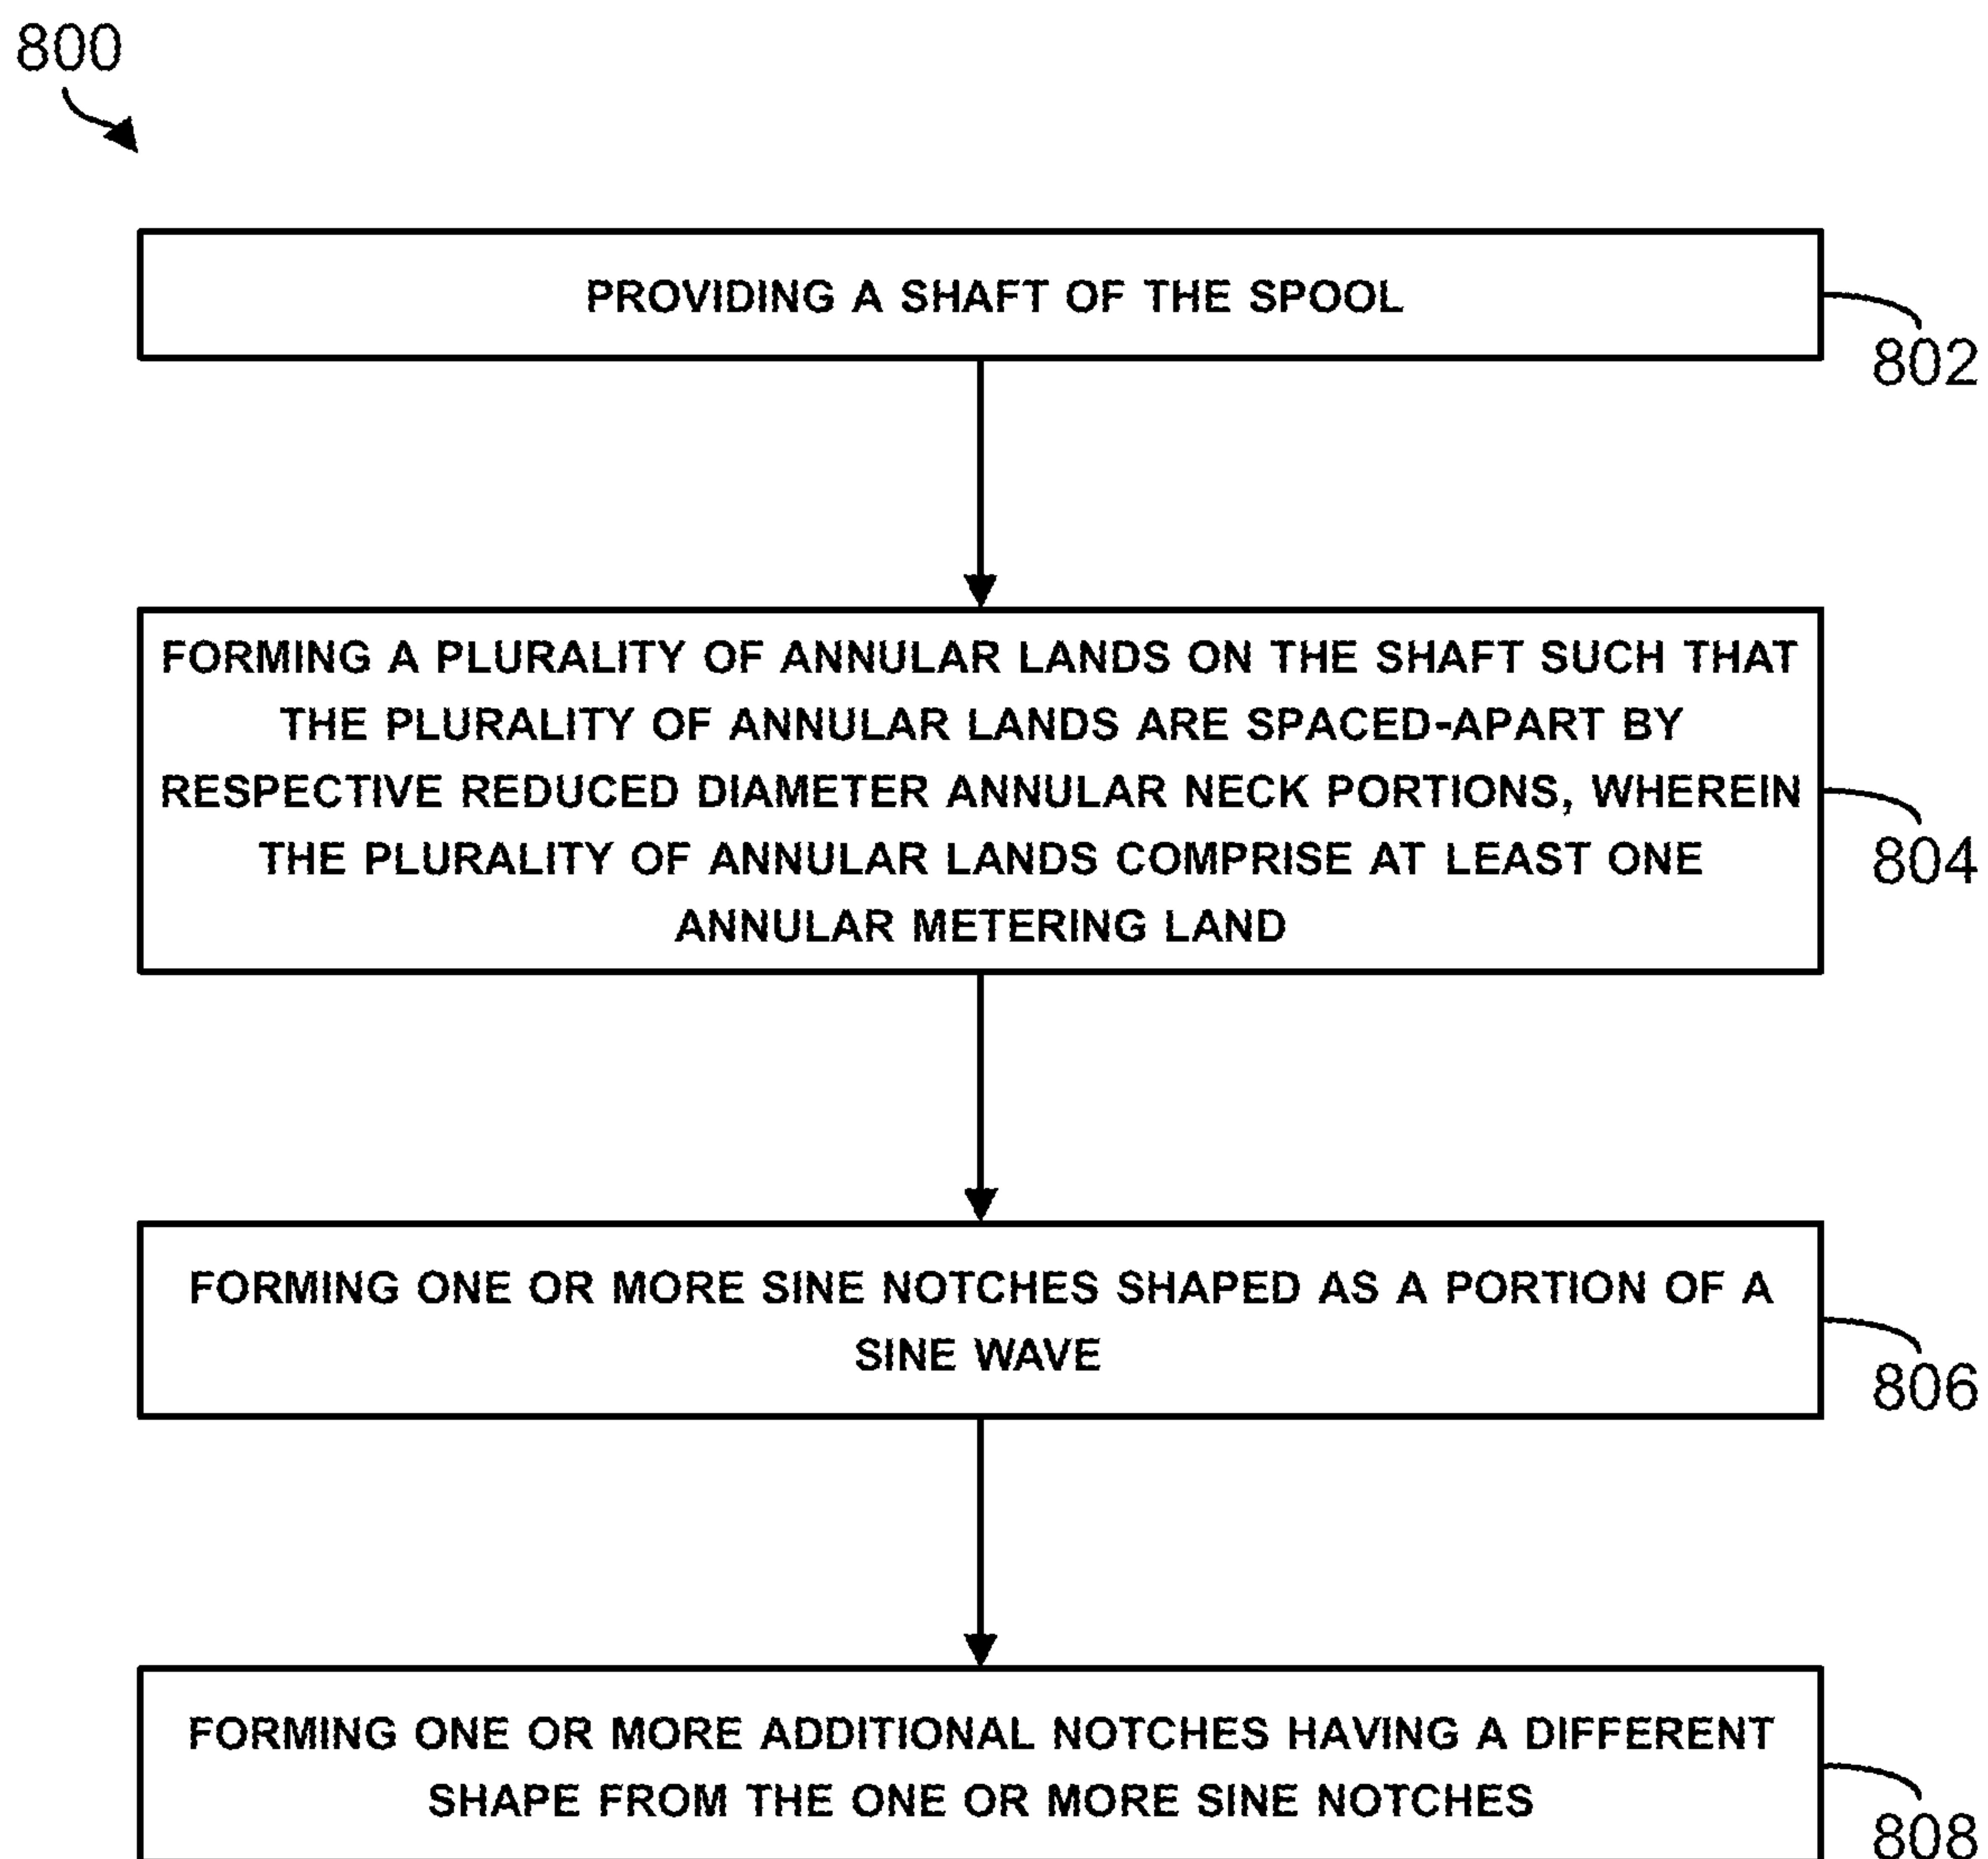 800
PROVIDING A SHAFT OF THE SPOOL
802
FORMING A PLURALITY OF ANNULAR LANDS ON THE SHAFT SUCH THAT
THE PLURALITY OF ANNULAR LANDS ARE SPACED-APART BY
RESPECTIVE REDUCED DIAMETER ANNULAR NECK PORTIONS, WHEREIN
THE PLURALITY OF ANNULAR LANDS COMPRISE AT LEAST ONE
ANNULAR METERING LAND
804
FORMING ONE OR MORE SINE NOTCHES SHAPED AS A PORTION OF A
SINE WAVE
806
FORMING ONE OR MORE ADDITIONAL NOTCHES HAVING A DIFFERENT
SHAPE FROM THE ONE OR MORE SINE NOTCHES
808